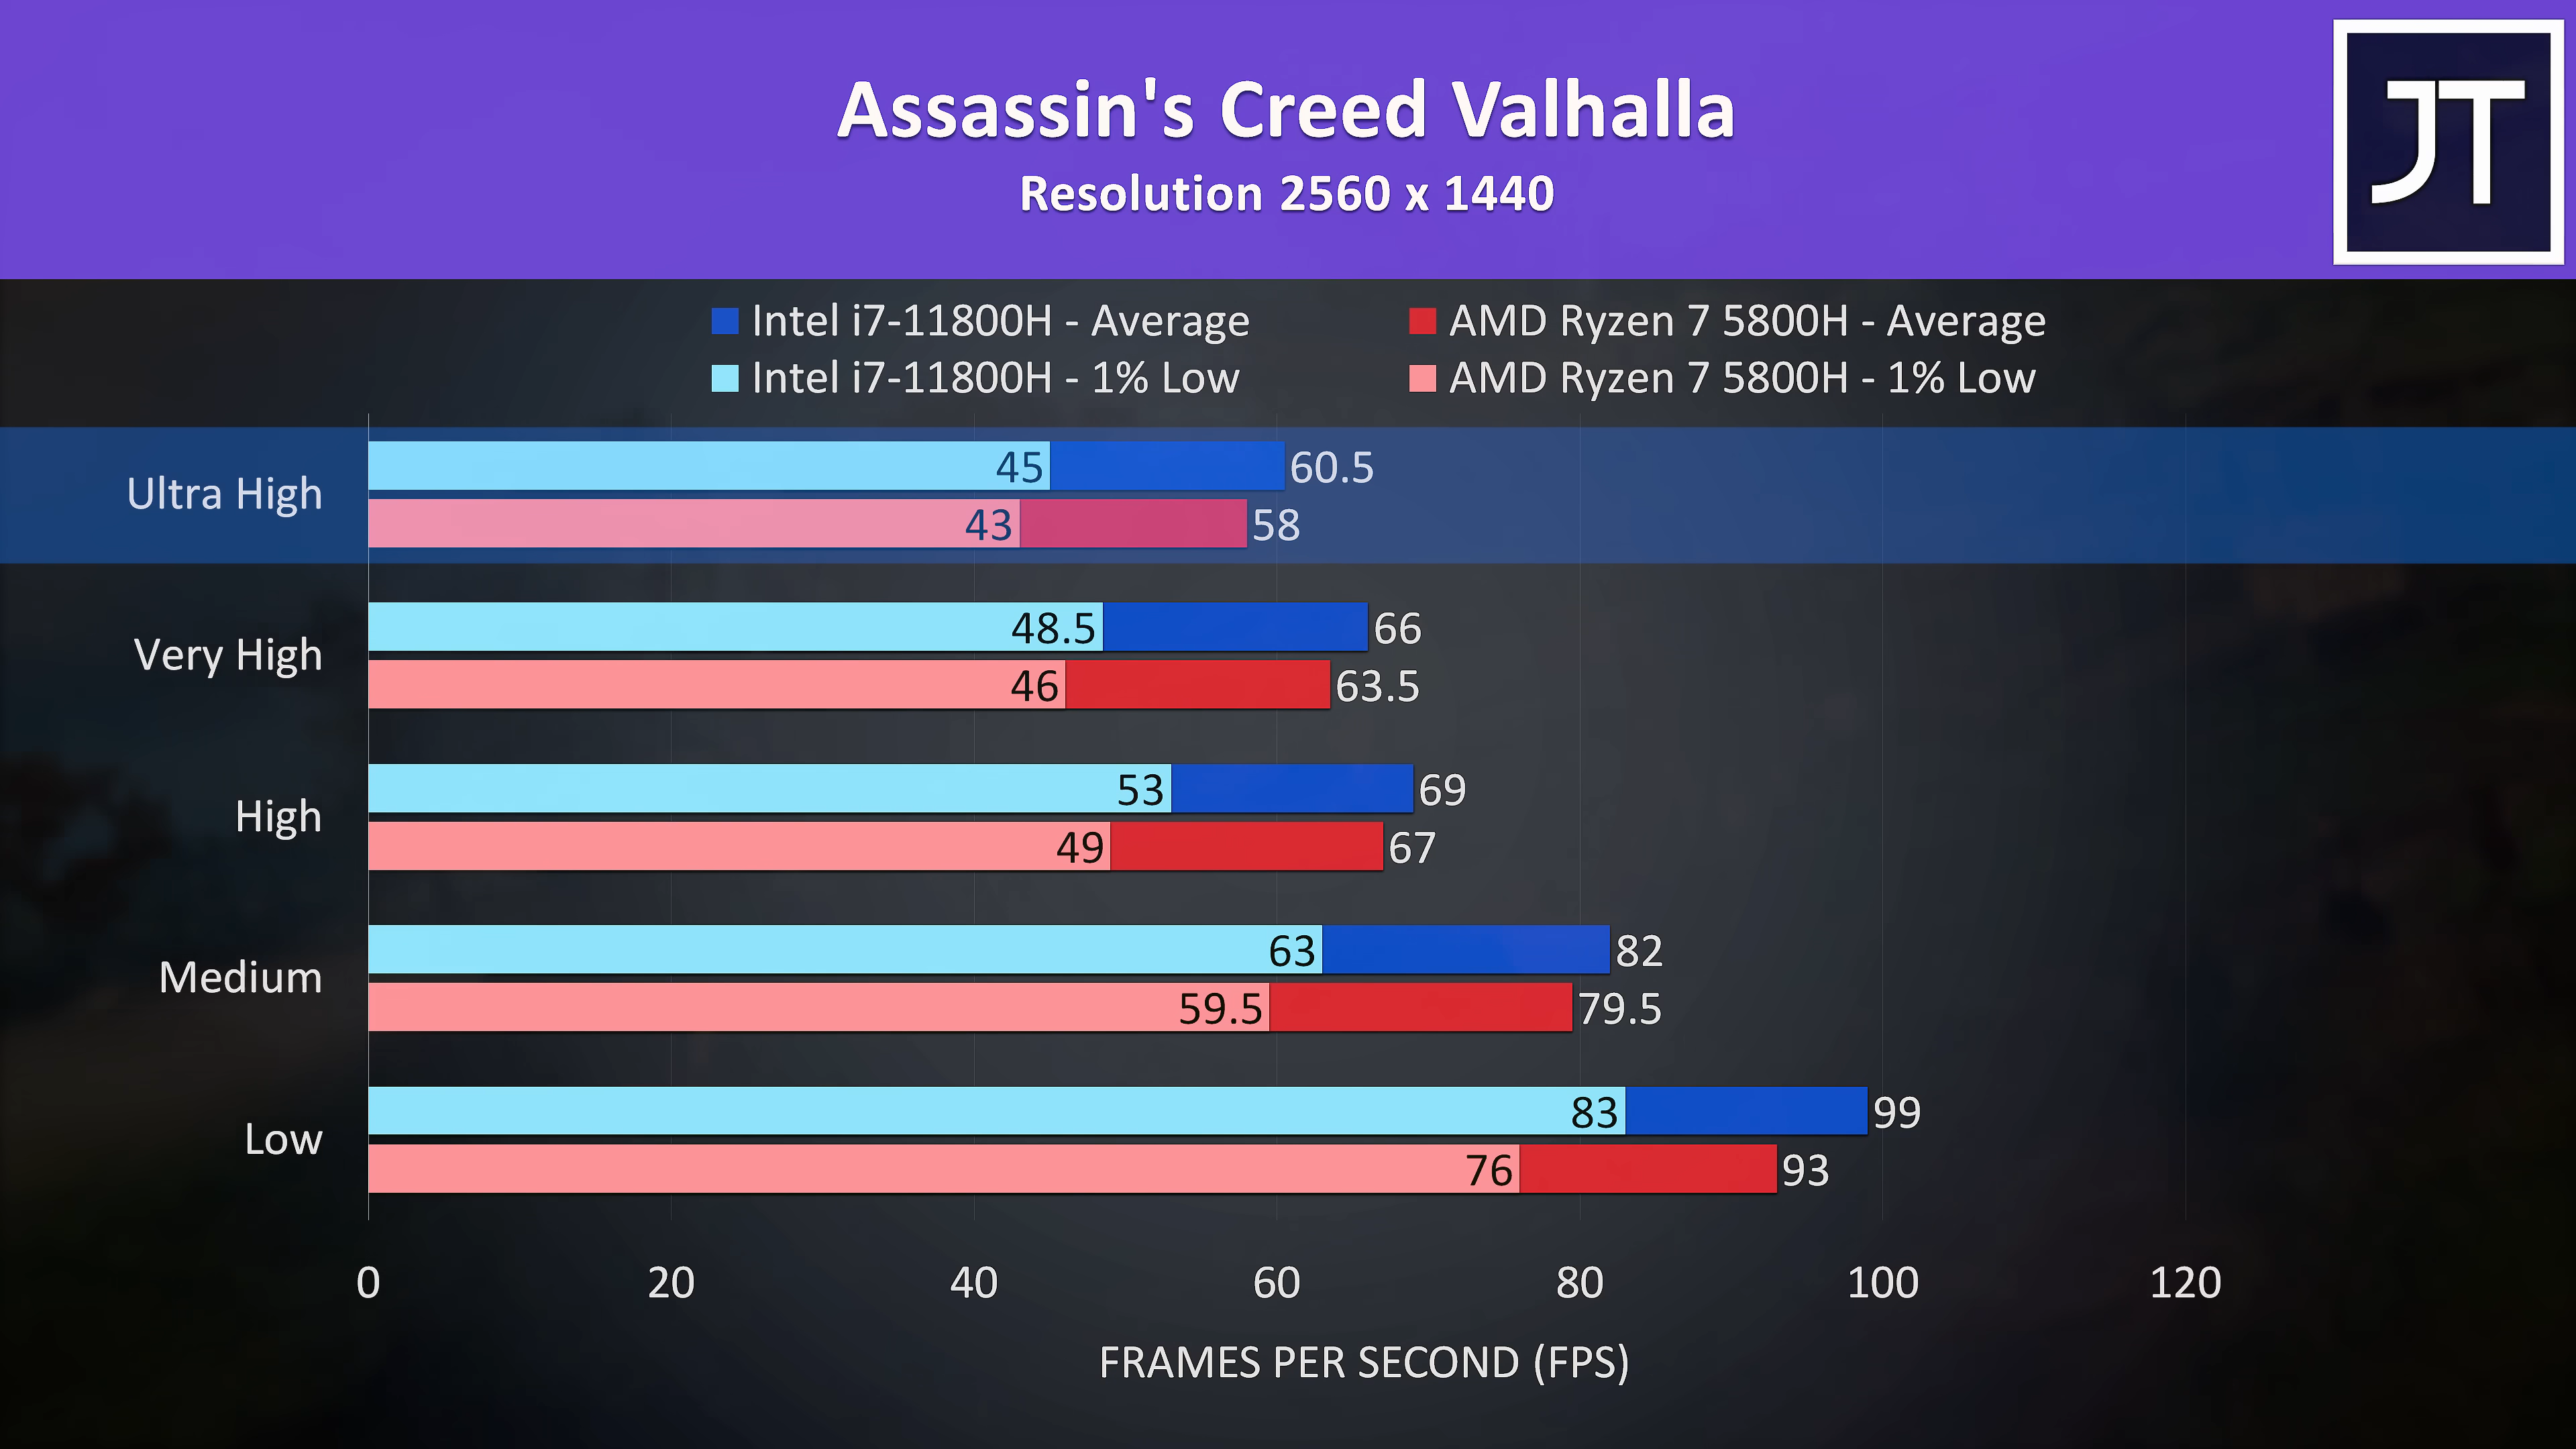 Assassin's Creed Valhalla
Resolution 2560 x 1440
JT
Intel i7-11800H - Average
AMD Ryzen 7 5800H - Average
Intel i7-11800H - 1% Low
AMD Ryzen 7 5800H - 1% Low
Ultra High
45 60.5
43 58
Very High
48.5 66
46 63.5
High
53 69
49 67
Medium
63 82
59.5 79.5
Low
83 99
76 93
0 20 40 60 80 100 120
FRAMES PER SECOND (FPS)